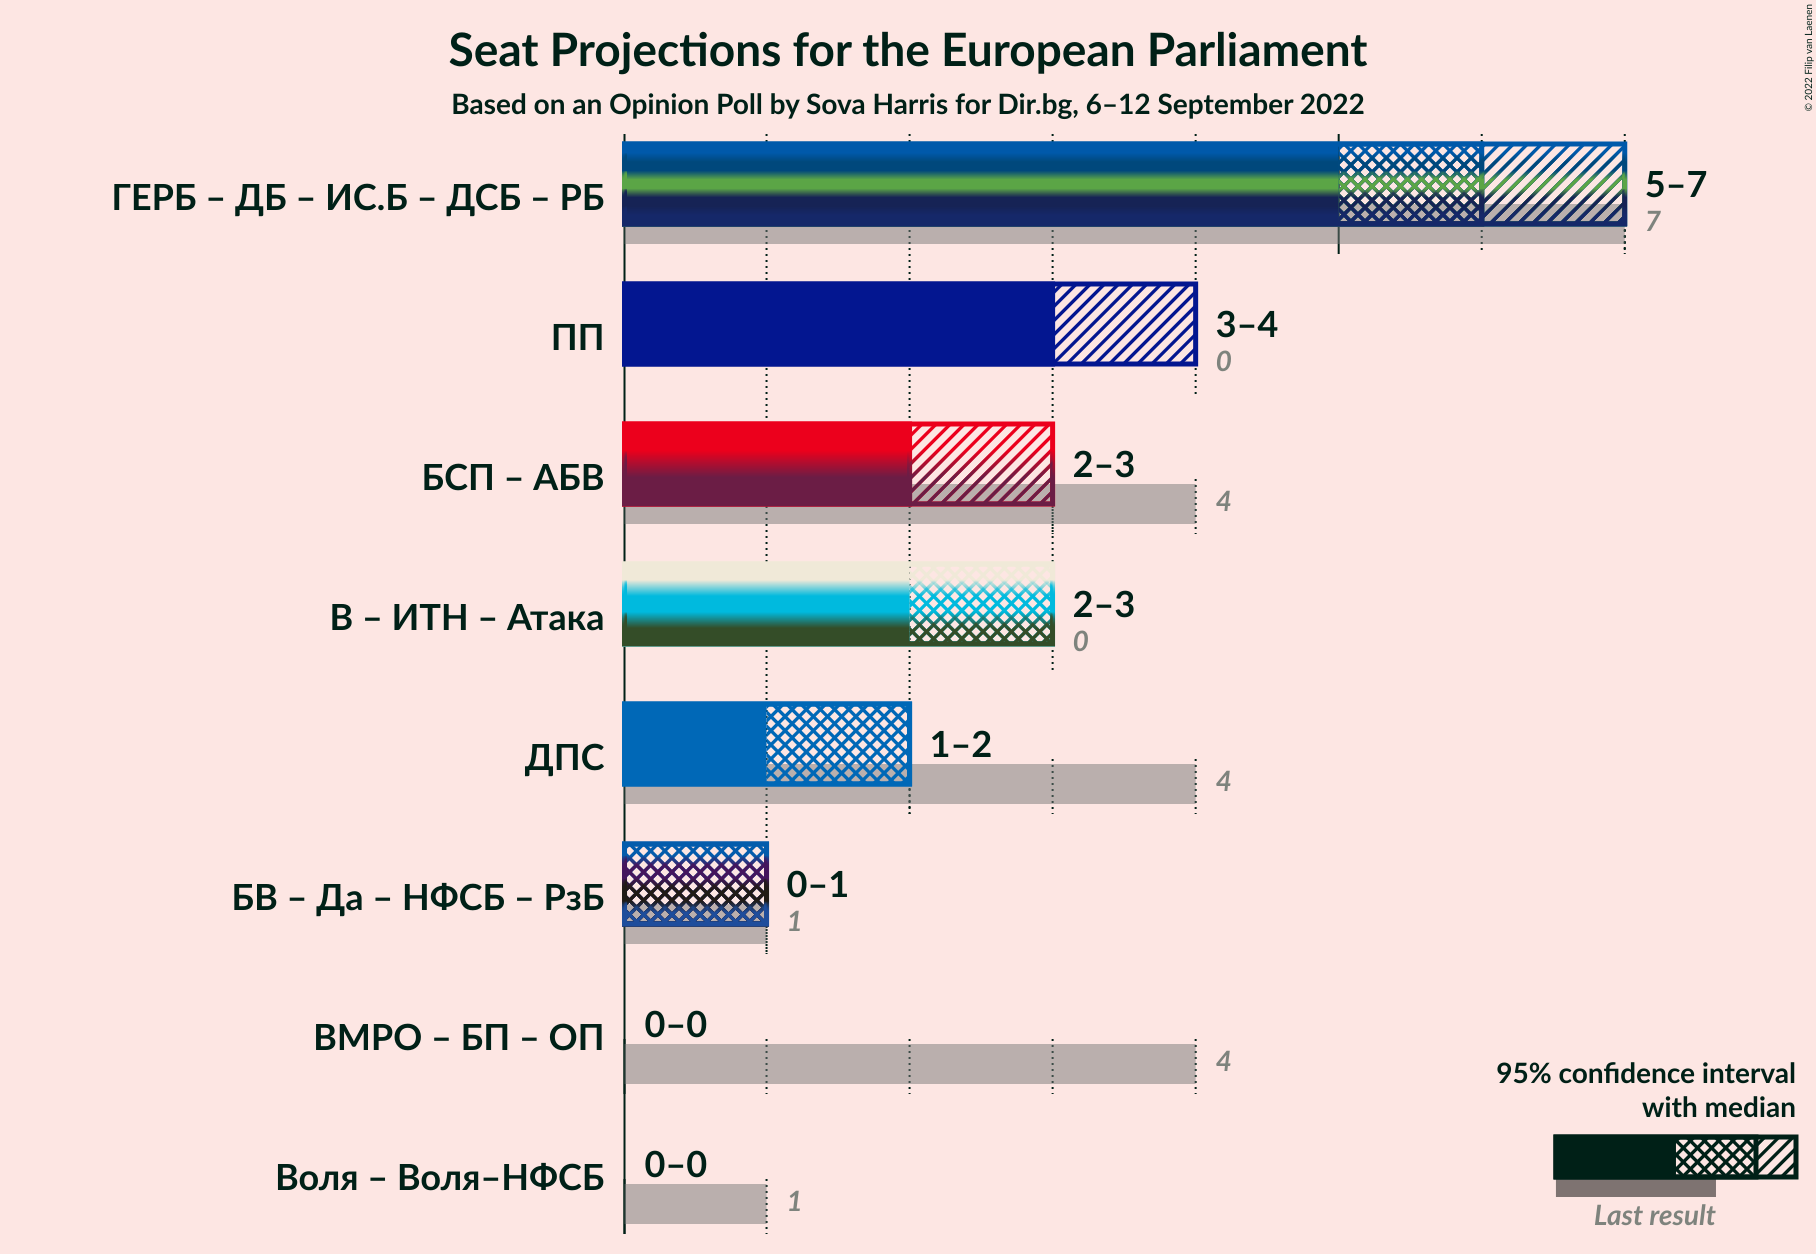 Seat Projections for the European Parliament
Based on an Opinion Poll by Sova Harris for Dir.bg, 6–12 September 2022
© 2022 Filip van Laenen
ГЕРБ – ДБ – ИС.Б – ДСБ – РБ
5–7
7
ПП
3–4
0
БСП – АБВ
2–3
4
В – ИТН – Атака
2–3
0
ДПС
1–2
4
БВ – Да – НФСБ – РзБ
0–1
1
ВМРО – БП – ОП
0–0
4
Воля – Воля–НФСБ
0–0
1
95% confidence interval
with median
Last result